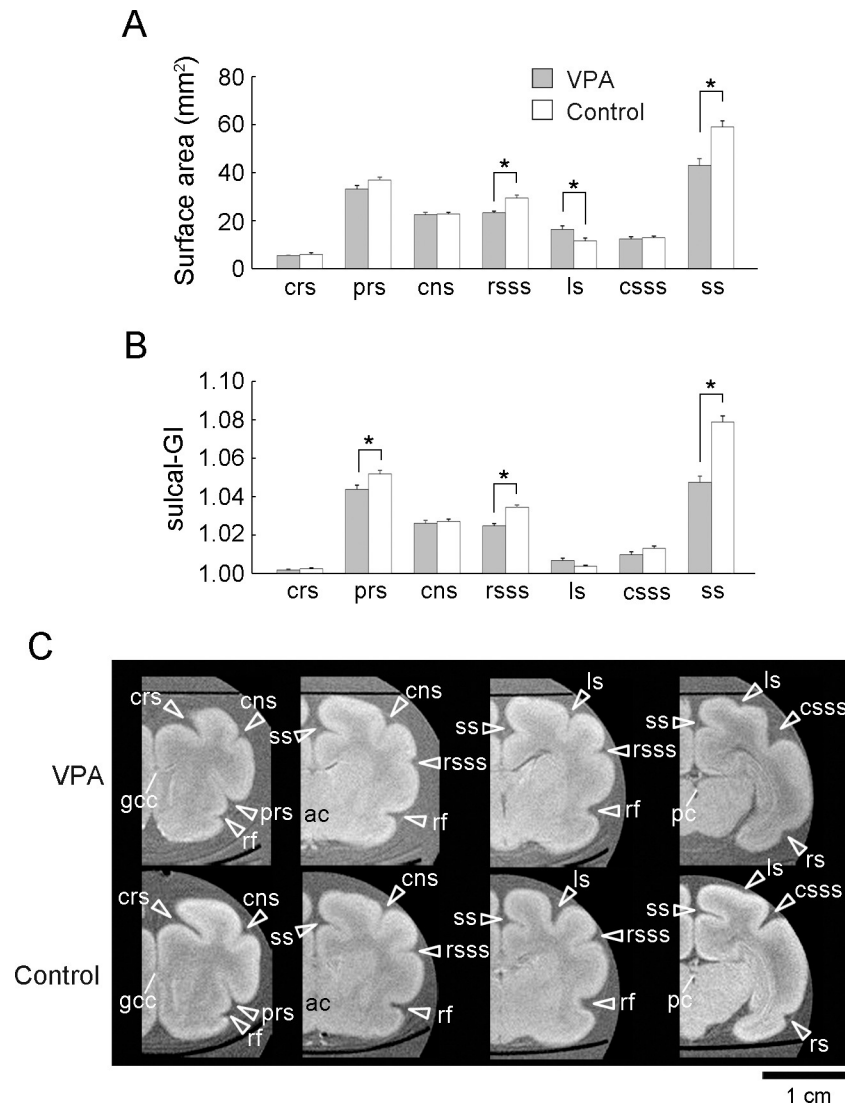 A
Surface area (mm²)
80
60
40
20
0
VPA
Control
*
*
*
crs prs cns rsss ls csss ss
B
sulcal-GI
1.10
1.08
1.06
1.04
1.02
1.00
*
*
*
crs prs cns rsss ls csss ss
C
VPA
crs
cns
gcc
prs
rf
ss
cns
rsss
ac
rf
ss
ls
rsss
rf
ss
ls
csss
pc
rs
Control
crs
cns
gcc
prs
rf
ss
cns
rsss
ac
rf
ss
ls
rsss
rf
ss
ls
csss
pc
rs
1 cm